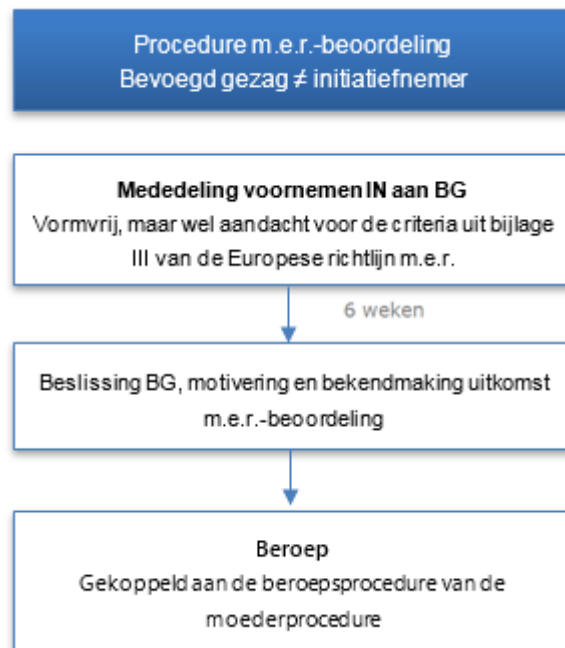 Procedure m.e.r.-beoordeling
Bevoegd gezag ≠ initiatiefnemer
Mededeling voornemen IN aan BG
Vormvrij, maar wel aandacht voor de criteria uit bijlage
III van de Europese richtlijn m.e.r.
6 weken
Beslissing BG, motivering en bekendmaking uitkomst
m.e.r.-beoordeling
Beroep
Gekoppeld aan de beroepsprocedure van de
moederprocedure